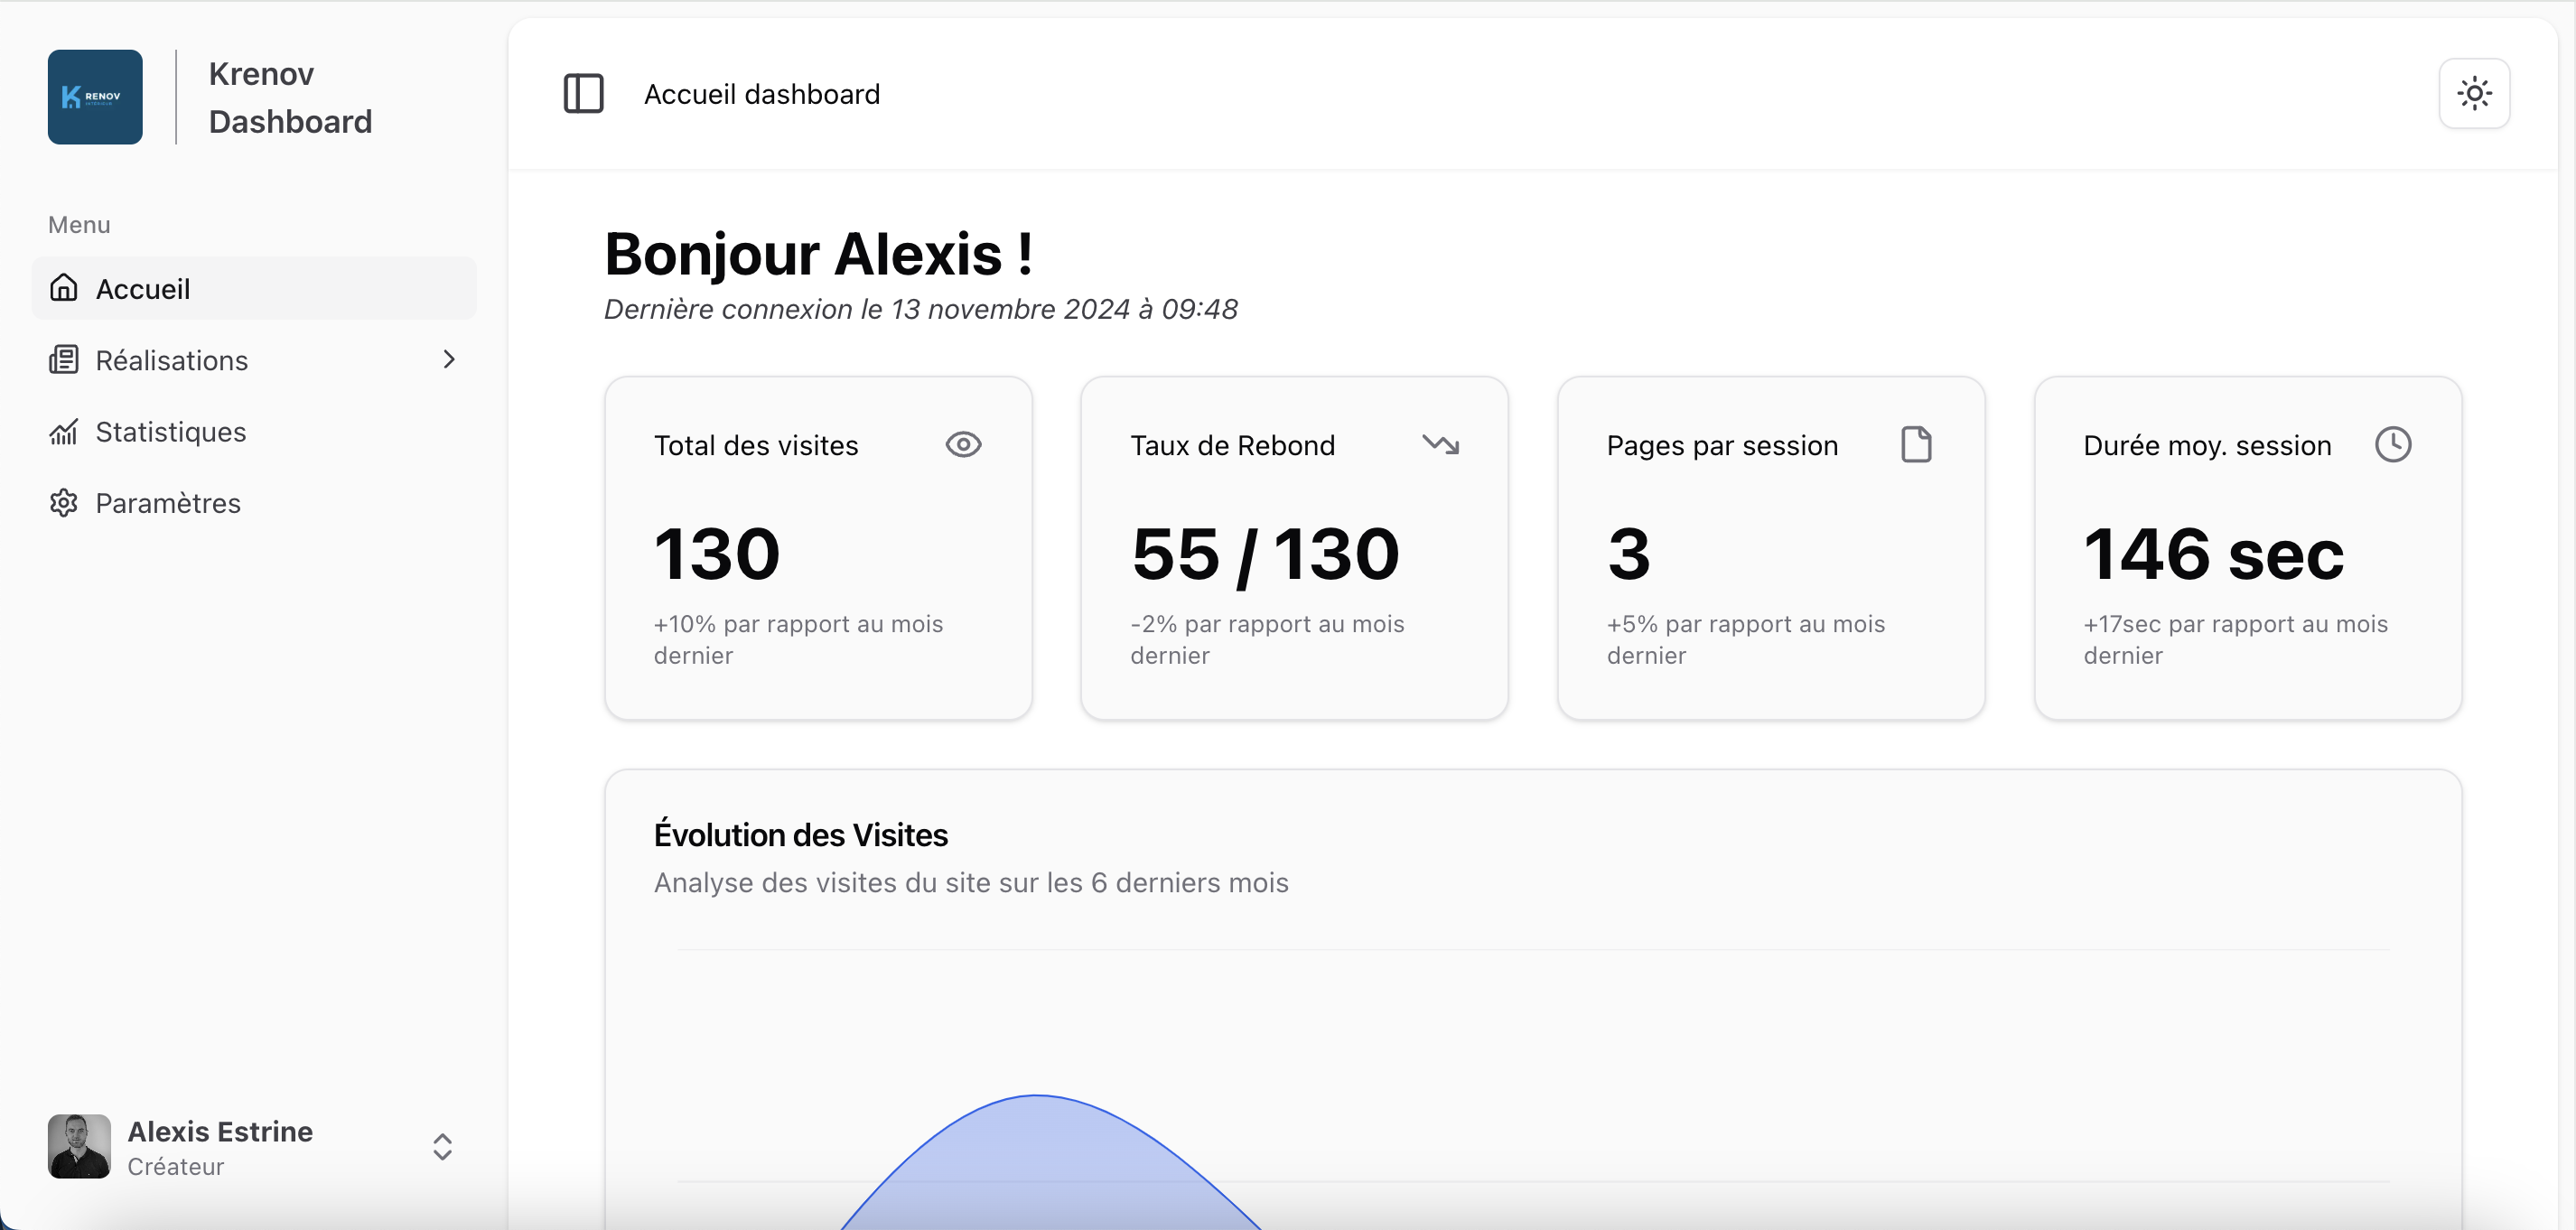 RENOV
Krenov
Dashboard
Menu
Accueil
Réalisations
Statistiques
Paramètres
Alexis Estrine
Créateur
Accueil dashboard
Bonjour Alexis !
Dernière connexion le 13 novembre 2024 à 09:48
Total des visites
130
+10% par rapport au mois
dernier
Taux de Rebond
55 / 130
-2% par rapport au mois
dernier
Pages par session
3
+5% par rapport au mois
dernier
Durée moy. session
146 sec
+17sec par rapport au mois
dernier
Évolution des Visites
Analyse des visites du site sur les 6 derniers mois